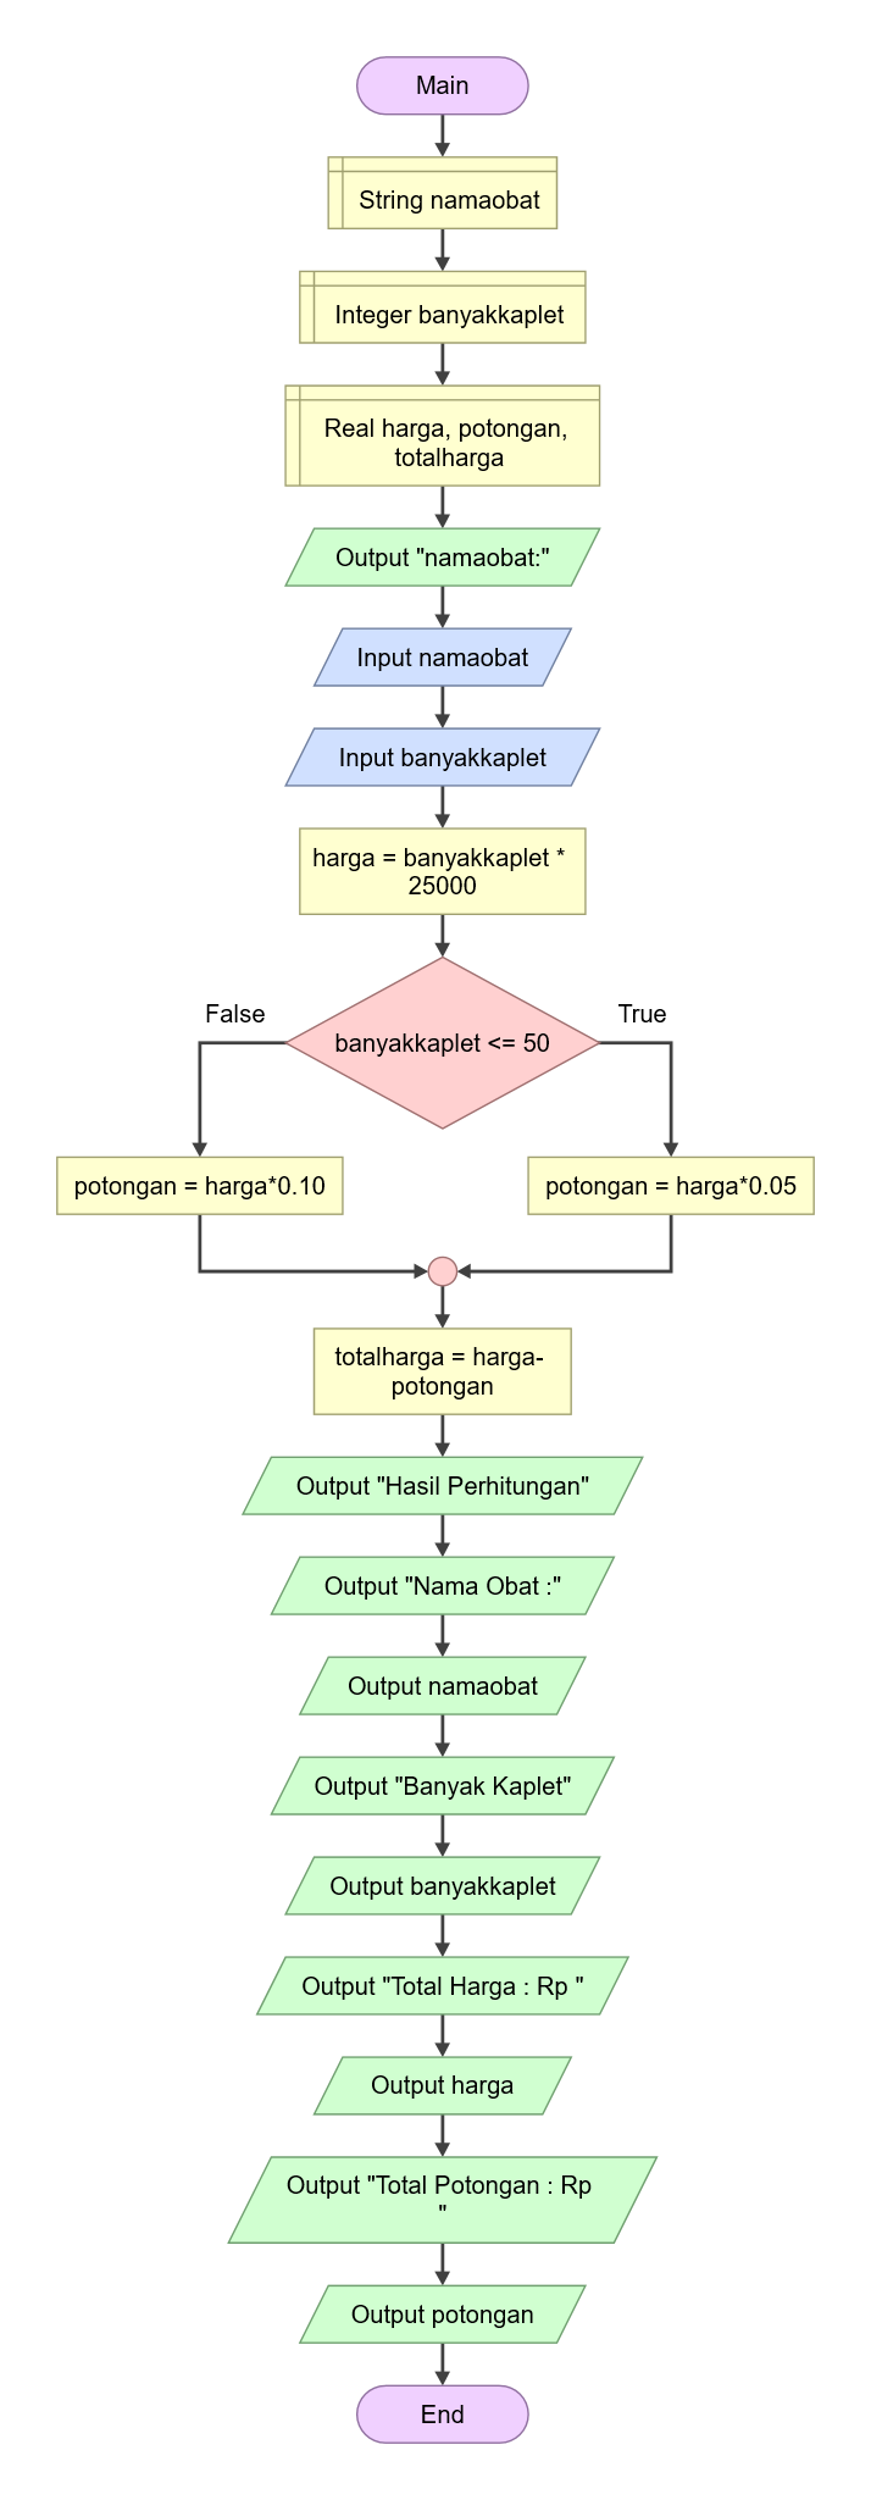 Main
String namaobat
Integer banyakkaplet
Real harga, potongan,
totalharga
Output "namaobat:"
Input namaobat
Input banyakkaplet
harga = banyakkaplet *
25000
False
True
banyakkaplet <= 50
potongan = harga*0.10
potongan = harga*0.05
totalharga = harga-
potongan
Output "Hasil Perhitungan"
Output "Nama Obat :"
Output namaobat
Output "Banyak Kaplet"
Output banyakkaplet
Output "Total Harga : Rp "
Output harga
Output "Total Potongan : Rp
"
Output potongan
End